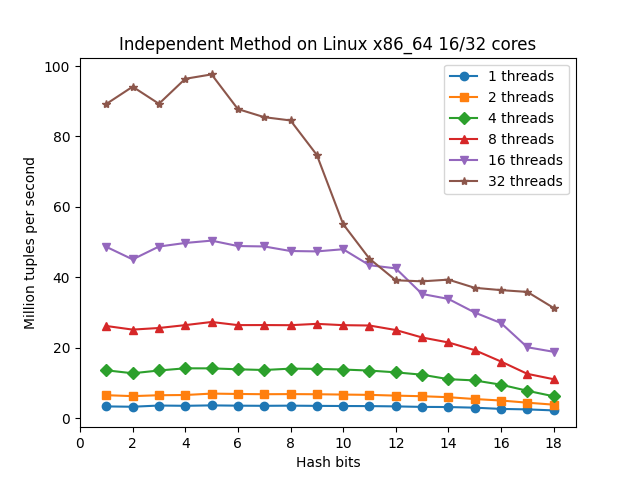 Independent Method on Linux x86_64 16/32 cores
Million tuples per second
100
80
60
40
20
0
1 threads
2 threads
4 threads
8 threads
16 threads
32 threads
0 2 4 6 8 10 12 14 16 18
Hash bits